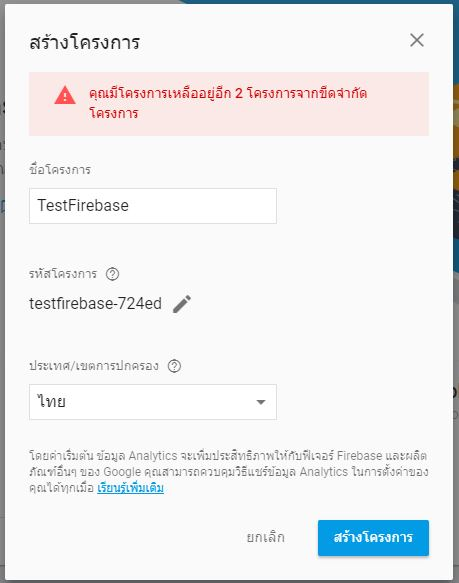 สร้างโครงการ
คุณมีโครงการเหลืออยู่อีก 2 โครงการจากขีดจำกัด
โครงการ
ชื่อโครงการ
TestFirebase
รหัสโครงการ
testfirebase-724ed
ประเทศ/เขตการปกครอง
ไทย
โดยค่าเริ่มต้น ข้อมูล Analytics จะเพิ่มประสิทธิภาพให้กับฟีเจอร์ Firebase และผลิต
ภัณฑ์อื่นๆ ของ Google คุณสามารถควบคุมวิธีแชร์ข้อมูล Analytics ในการตั้งค่าของ
คุณได้ทุกเมื่อ เรียนรู้เพิ่มเติม
ยกเลิก สร้างโครงการ